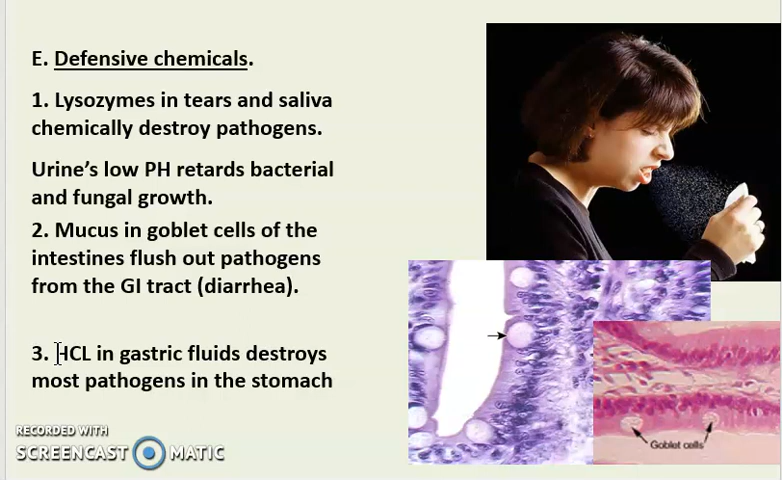 E. Defensive chemicals.
1. Lysozymes in tears and saliva
chemically destroy pathogens.
Urine's low PH retards bacterial
and fungal growth.
2. Mucus in goblet cells of the
intestines flush out pathogens
from the GI tract (diarrhea).
3. HCL in gastric fluids destroys
most pathogens in the stomach
Goblet cells
RECORDED WITH
SCREENCAST MATIC